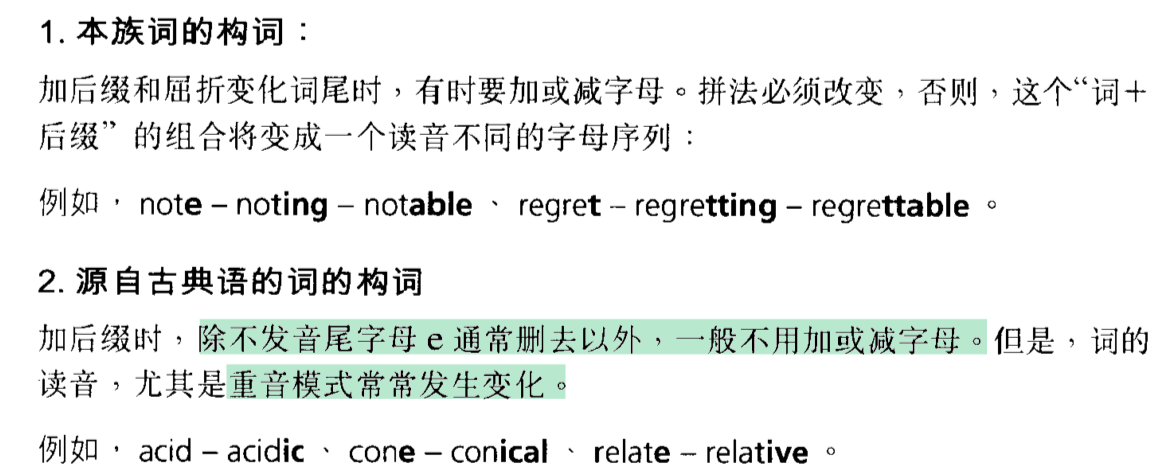 1. 本族词的构词：
加后缀和屈折变化词尾时，有时要加或减字母。拼法必须改变，否则，这个“词+
后缀”的组合将变成一个读音不同的字母序列：
例如，note – noting – notable、regret – regretting – regrettable。
2. 源自古典语的词的构词
加后缀时，除不发音尾字母 e 通常删去以外，一般不用加或减字母。但是，词的
读音，尤其是重音模式常常发生变化。
例如，acid – acidic、cone – conical、relate – relative。